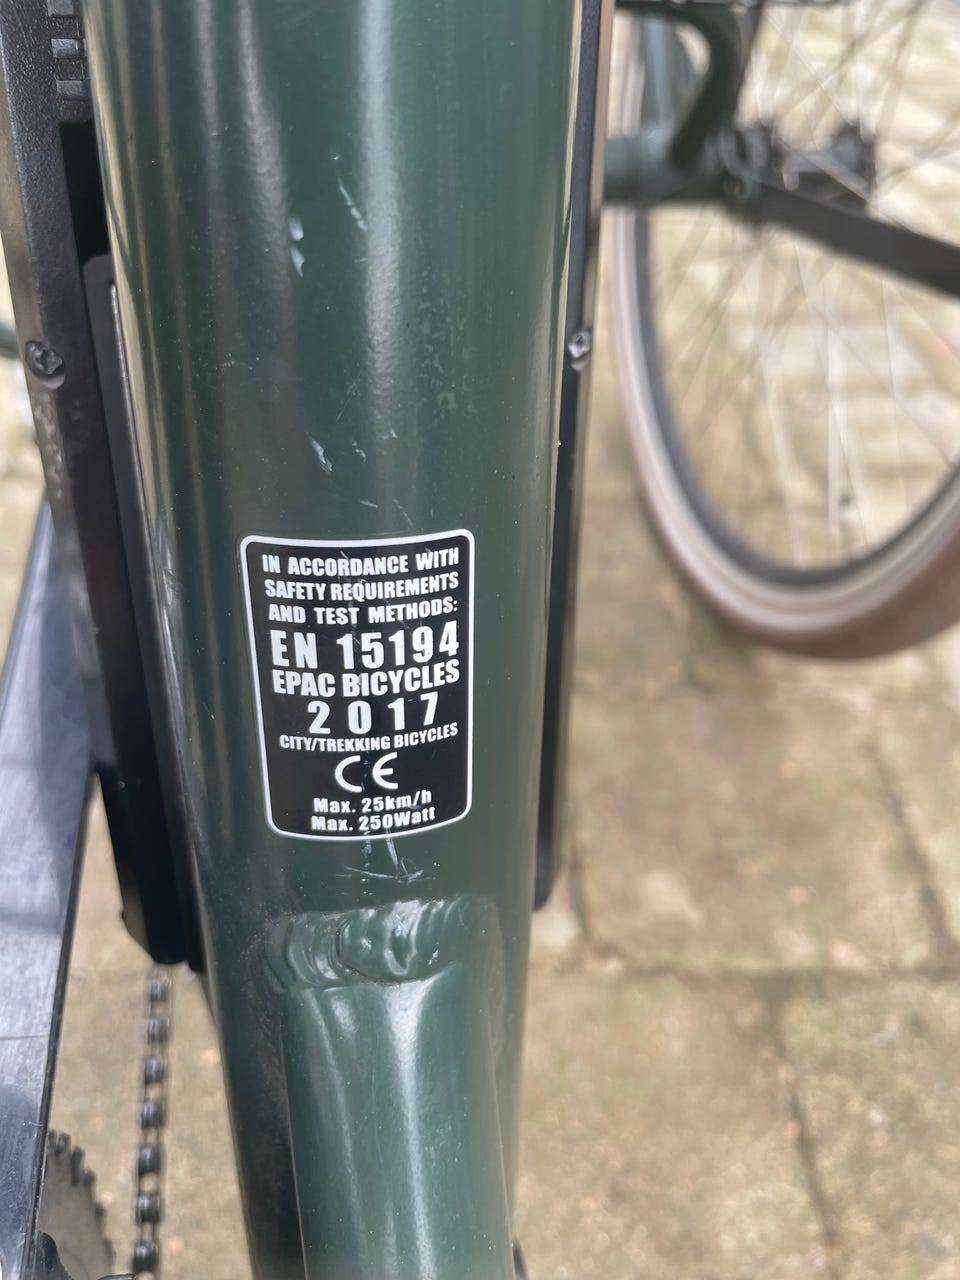 IN ACCORDANCE WITH
SAFETY REQUIREMENTS
AND TEST METHODS:
EN 15194
EPAC BICYCLES
2017
CITY/TREKKING BICYCLES
CE
Max. 25km/h
Max. 250Watt